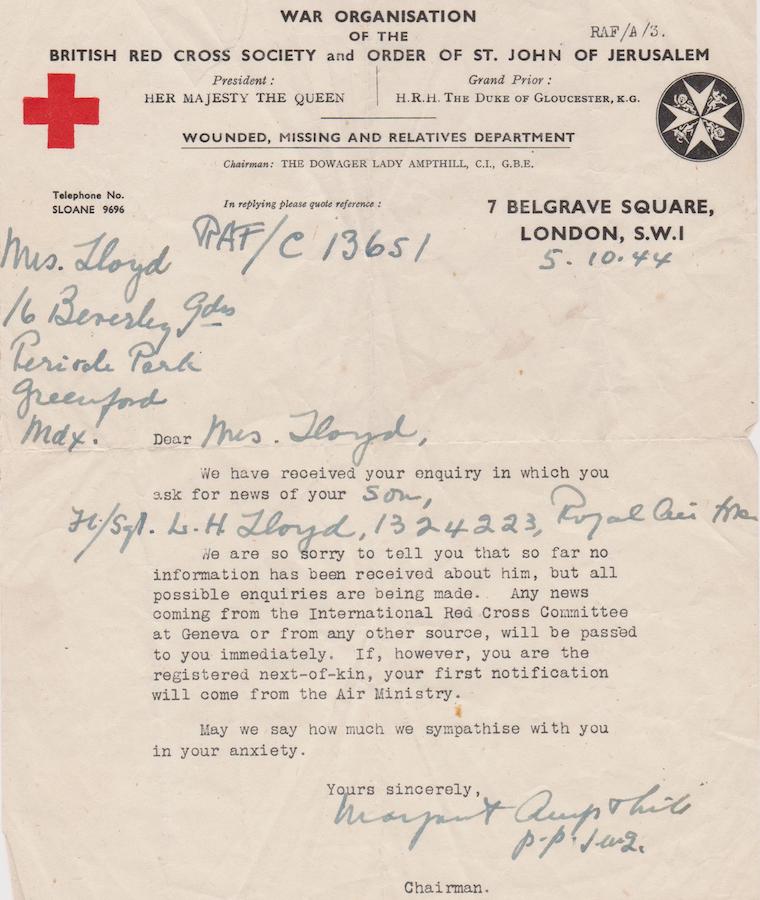 WAR ORGANISATION
OF THE
RAF/A/3.
BRITISH RED CROSS SOCIETY and ORDER OF ST. JOHN OF JERUSALEM
President :
HER MAJESTY THE QUEEN
Grand Prior :
H.R.H. THE DUKE OF GLOUCESTER, K.G.
WOUNDED, MISSING AND RELATIVES DEPARTMENT
Chairman: THE DOWAGER LADY AMPTHILL, C.I., G.B.E.
Telephone No.
SLOANE 9696
In replying please quote reference :
RAF/C 13651
7 BELGRAVE SQUARE,
LONDON, S.W.1
5.10.44
Mrs. Lloyd
16 Beverley Gdns
Perivale Park
Greenford
Mdx.
Dear Mrs. Lloyd,
We have received your enquiry in which you
ask for news of your son,
Fl/Sgt. L. H. Lloyd, 1324223, Royal Air Force
We are so sorry to tell you that so far no
information has been received about him, but all
possible enquiries are being made. Any news
coming from the International Red Cross Committee
at Geneva or from any other source, will be passed
to you immediately. If, however, you are the
registered next-of-kin, your first notification
will come from the Air Ministry.
May we say how much we sympathise with you
in your anxiety.
Yours sincerely,
Margaret Ampthill
p.p.
Chairman.